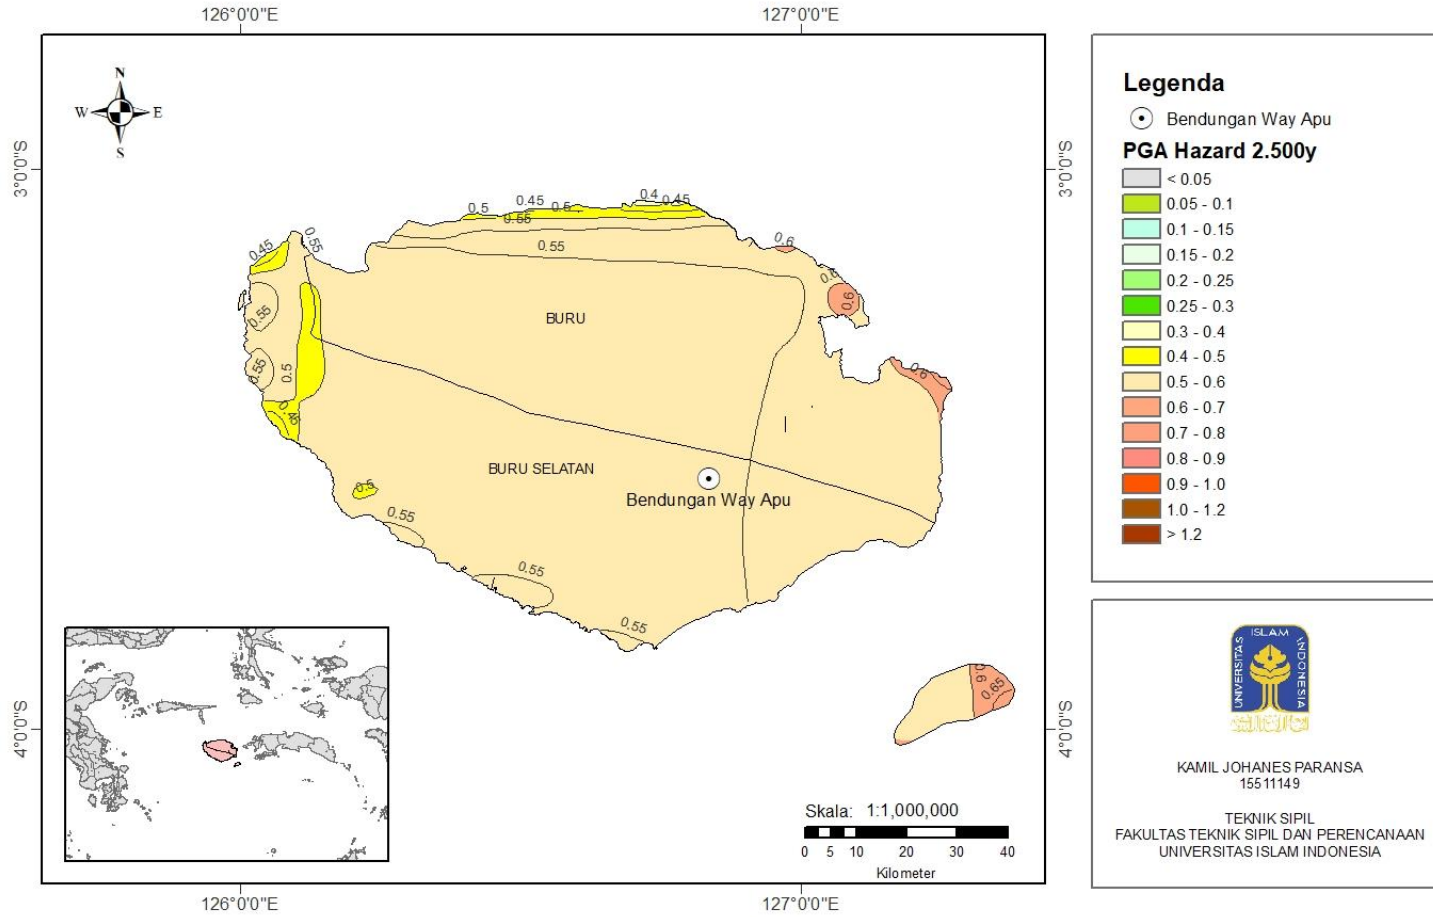 126°0'0"E
127°0'0"E
N
W
E
S
3°0'0"S
3°0'0"S
0.5
0.45
0.5
0.55
0.4
0.45
0.45
0.55
0.55
0.6
0.6
0.6
0.55
0.55
0.5
0.45
0.6
BURU
BURU SELATAN
Bendungan Way Apu
0.5
0.55
0.55
0.55
0.6
0.65
4°0'0"S
4°0'0"S
Skala: 1:1,000,000
0 5 10 20 30 40
Kilometer
126°0'0"E
127°0'0"E
Legenda
Bendungan Way Apu
PGA Hazard 2.500y
< 0.05
0.05 - 0.1
0.1 - 0.15
0.15 - 0.2
0.2 - 0.25
0.25 - 0.3
0.3 - 0.4
0.4 - 0.5
0.5 - 0.6
0.6 - 0.7
0.7 - 0.8
0.8 - 0.9
0.9 - 1.0
1.0 - 1.2
> 1.2
UNIVERSITAS
ISLAM
INDONESIA
KAMIL JOHANES PARANSA
15511149
TEKNIK SIPIL
FAKULTAS TEKNIK SIPIL DAN PERENCANAAN
UNIVERSITAS ISLAM INDONESIA